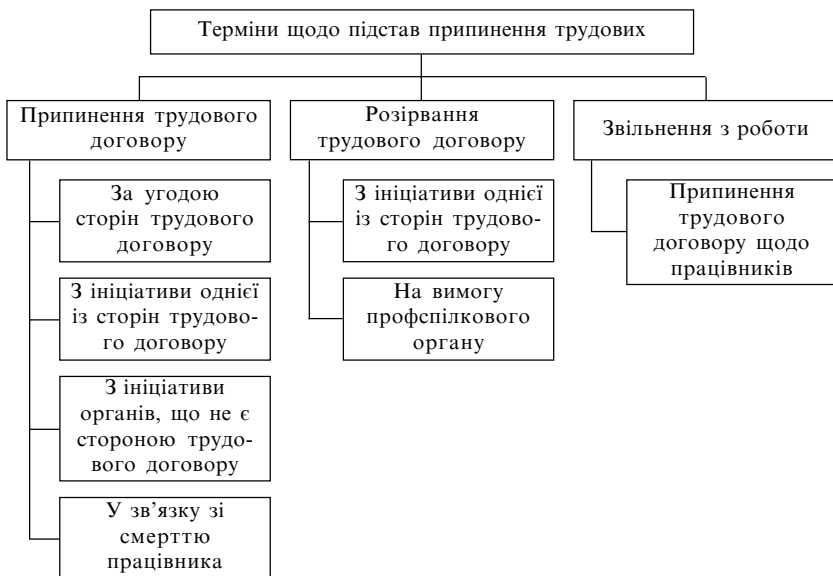 Терміни щодо підстав припинення трудових
Припинення трудового
договору
За угодою
сторін трудового
договору
З ініціативи однієї
із сторін трудово-
го договору
З ініціативи
органів, що не є
стороною трудо-
вого договору
У зв'язку зі
смерттю
працівника
Розірвання
трудового договору
З ініціативи однієї
із сторін трудово-
го договору
На вимогу
профспілкового
органу
Звільнення з роботи
Припинення
трудового
договору щодо
працівників